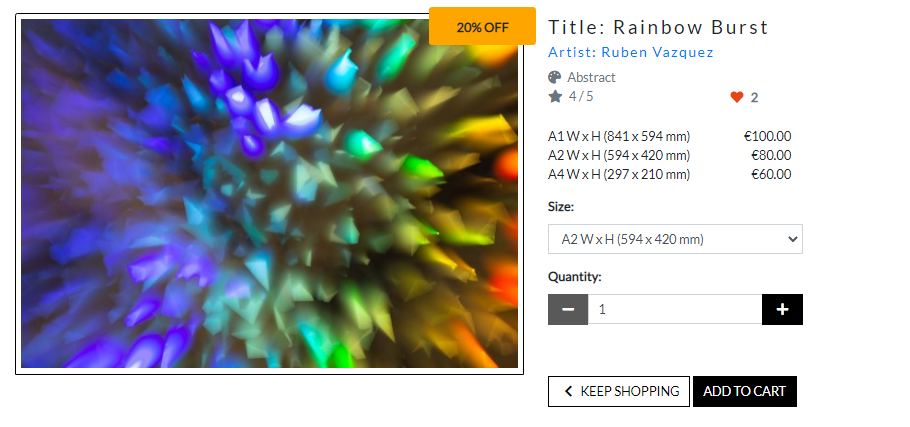 20% OFF
Title: Rainbow Burst
Artist: Ruben Vazquez
Abstract
4 / 5
2
A1 W x H (841 x 594 mm) €100.00
A2 W x H (594 x 420 mm) €80.00
A4 W x H (297 x 210 mm) €60.00
Size:
A2 W x H (594 x 420 mm)
Quantity:
1
KEEP SHOPPING
ADD TO CART